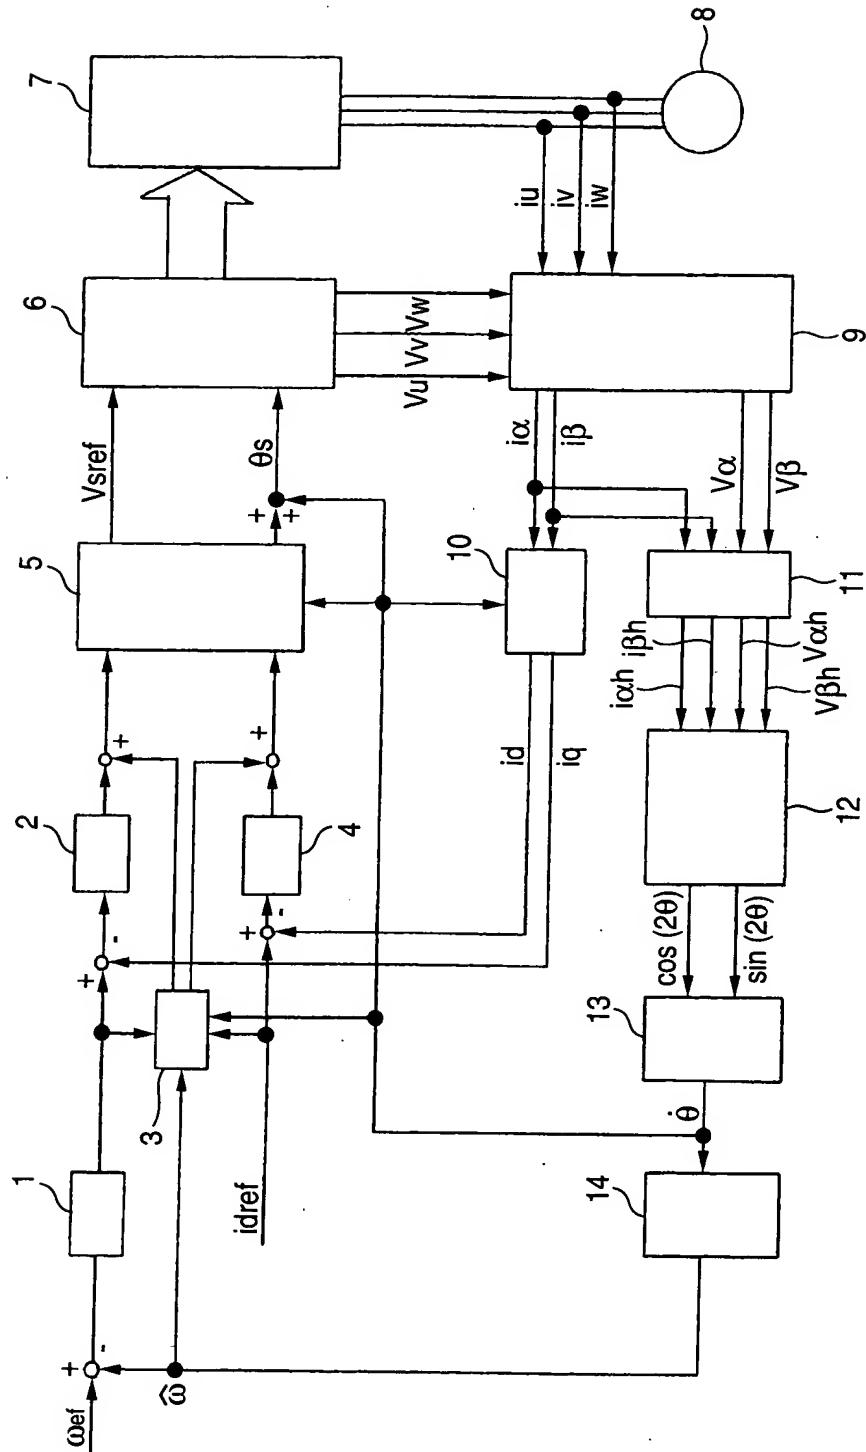 1
2
3
4
5
6
7
8
9
10
11
12
13
14
ωef
+
-
ω̂
idref
+
-
+
-
+
+
Vsref
θs
+
+
Vu
Vv
Vw
iu
iv
iw
iα
iβ
Vα
Vβ
id
iq
iαh
iβh
Vαh
Vβh
cos (2θ)
sin (2θ)
θ̇